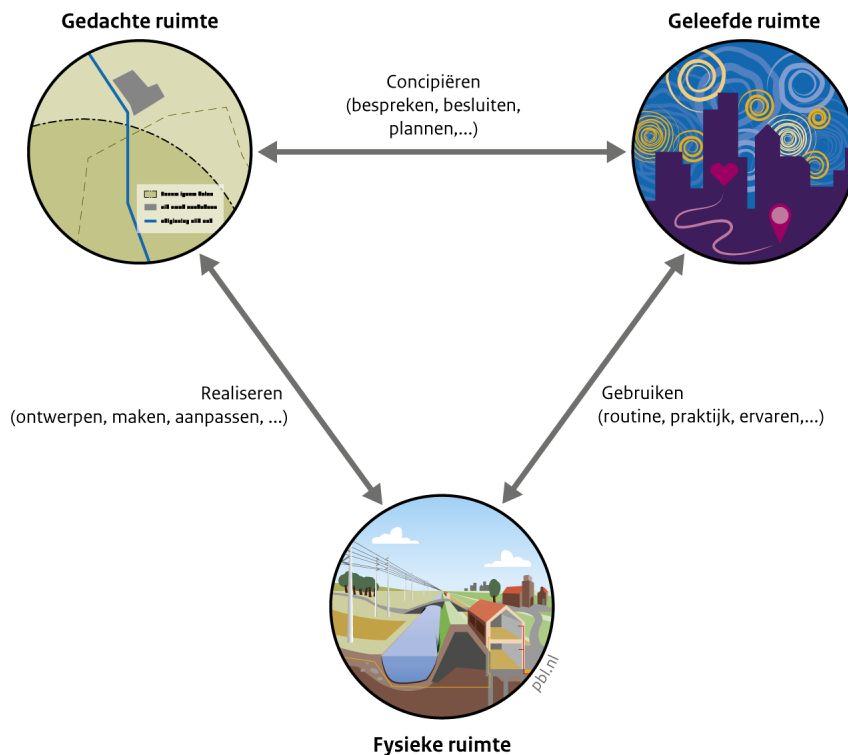 Gedachte ruimte
Geleefde ruimte
Concipiëren
(bespreken, besluiten,
plannen,...)
Realiseren
(ontwerpen, maken, aanpassen, ...)
Gebruiken
(routine, praktijk, ervaren,...)
pbl.nl
Fysieke ruimte